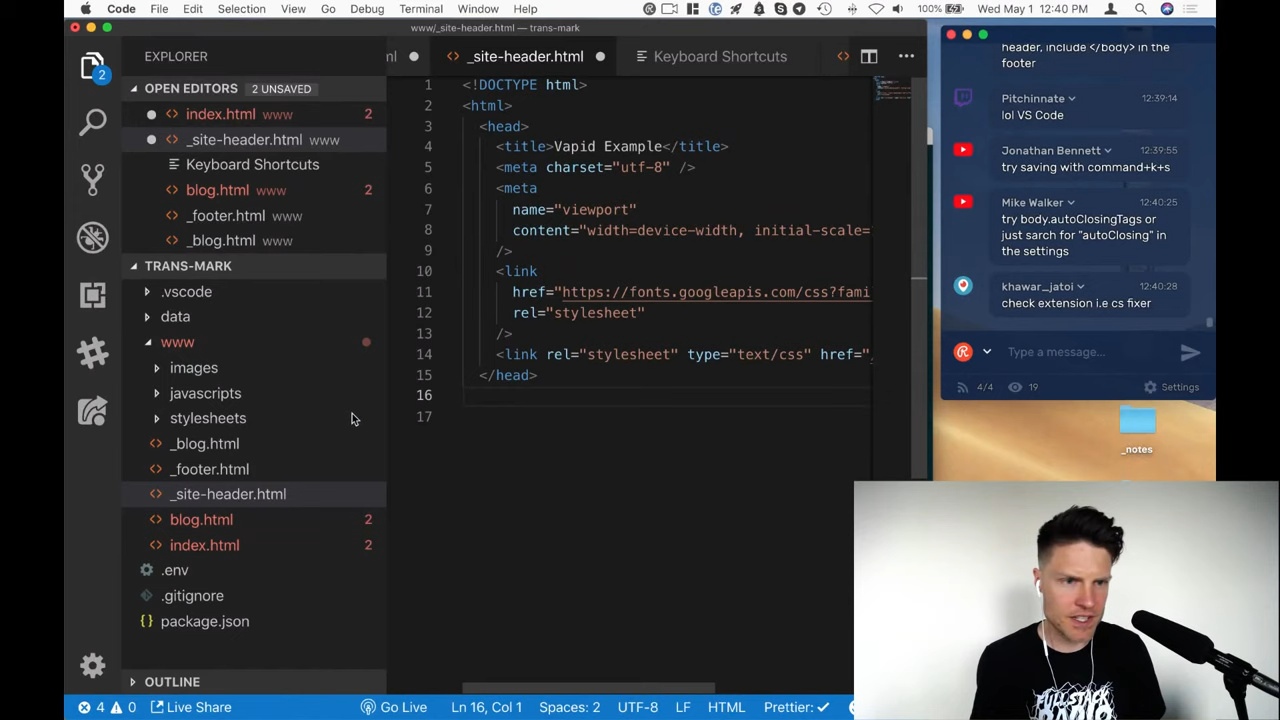 Code File Edit Selection View Go Debug Terminal Window 100% Wed May 1 12:40 PM
www/_site-header.html — trans-mark
EXPLORER
OPEN EDITORS 2 UNSAVED
index.html www 2
_site-header.html www
Keyboard Shortcuts
blog.html www 2
_footer.html www
_blog.html www
TRANS-MARK
.vscode
data
www
images
javascripts
stylesheets
_blog.html
_footer.html
_site-header.html
blog.html 2
index.html 2
.env
.gitignore
package.json
OUTLINE
2
ml _site-header.html Keyboard Shortcuts
1 <!DOCTYPE html>
2 <html>
3 <head>
4 <title>Vapid Example</title>
5 <meta charset="utf-8" />
6 <meta
7 name="viewport"
8 content="width=device-width, initial-scale=
9 />
10 <link
11 href="https://fonts.googleapis.com/css?fami
12 rel="stylesheet"
13 />
14 <link rel="stylesheet" type="text/css" href="
15 </head>
16
17
4 0 Live Share Go Live Ln 16, Col 1 Spaces: 2 UTF-8 LF HTML Prettier: ✓
header, include </body> in the
footer
Pitchinnate 12:39:14
lol VS Code
Jonathan Bennett 12:39:55
try saving with command+k+s
Mike Walker 12:40:25
try body.autoClosingTags or
just sarch for "autoClosing" in
the settings
khawar_jatoi 12:40:28
check extension i.e cs fixer
Type a message...
4/4 19 Settings
_notes
FULL STACK
RADIO